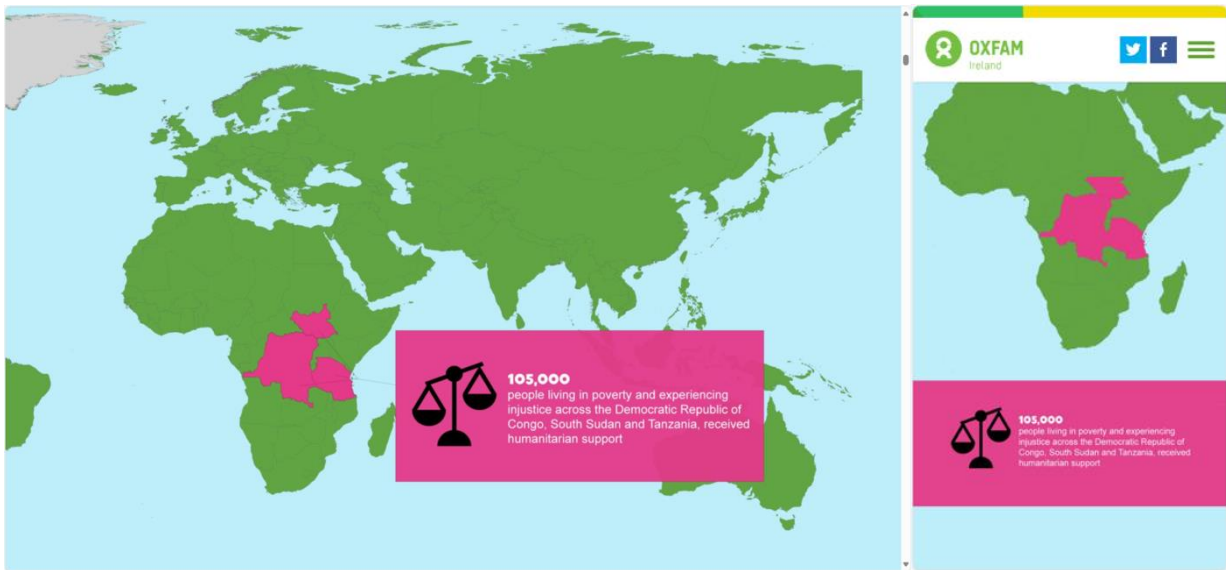 105,000
people living in poverty and experiencing
injustice across the Democratic Republic of
Congo, South Sudan and Tanzania, received
humanitarian support
OXFAM
Ireland
105,000
people living in poverty and experiencing
injustice across the Democratic Republic of
Congo, South Sudan and Tanzania, received
humanitarian support